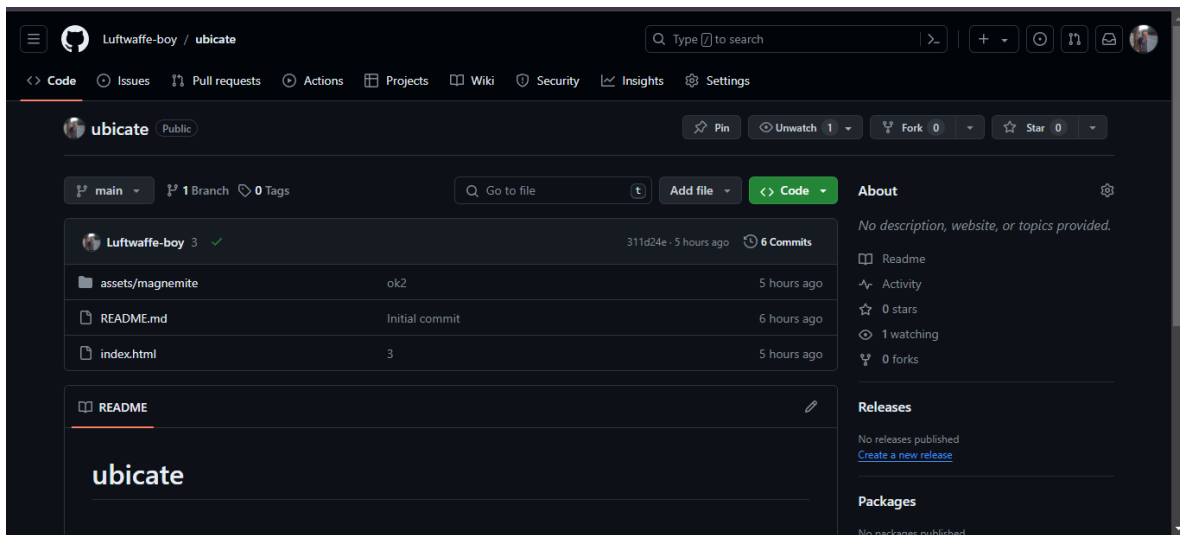 Luftwaffe-boy / ubicate
Type / to search
Code Issues Pull requests Actions Projects Wiki Security Insights Settings
ubicate Public
Pin Unwatch 1 Fork 0 Star 0
main 1 Branch 0 Tags
Go to file t Add file Code
Luftwaffe-boy 3 311d24e · 5 hours ago 6 Commits
assets/magnemite ok2 5 hours ago
README.md Initial commit 6 hours ago
index.html 3 5 hours ago
README
ubicate
About
No description, website, or topics provided.
Readme
Activity
0 stars
1 watching
0 forks
Releases
No releases published
Create a new release
Packages
No packages published